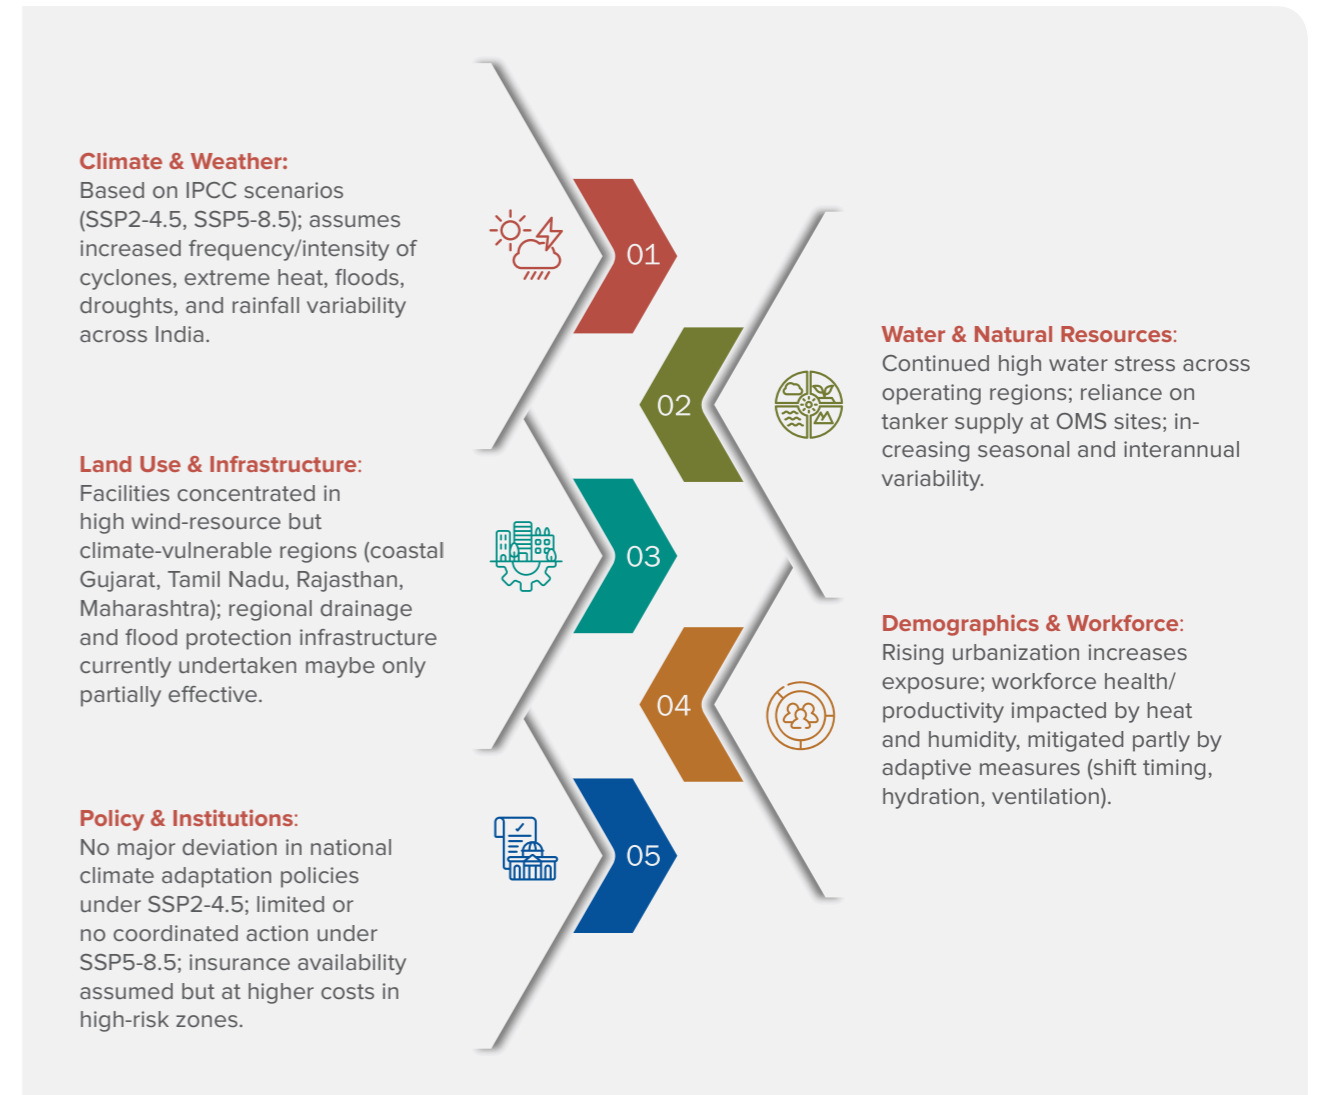 Climate & Weather:
Based on IPCC scenarios
(SSP2-4.5, SSP5-8.5); assumes
increased frequency/intensity of
cyclones, extreme heat, floods,
droughts, and rainfall variability
across India.
01
Water & Natural Resources:
Continued high water stress across
operating regions; reliance on
tanker supply at OMS sites; in-
creasing seasonal and interannual
variability.
02
Land Use & Infrastructure:
Facilities concentrated in
high wind-resource but
climate-vulnerable regions (coastal
Gujarat, Tamil Nadu, Rajasthan,
Maharashtra); regional drainage
and flood protection infrastructure
currently undertaken maybe only
partially effective.
03
Demographics & Workforce:
Rising urbanization increases
exposure; workforce health/
productivity impacted by heat
and humidity, mitigated partly by
adaptive measures (shift timing,
hydration, ventilation).
04
Policy & Institutions:
No major deviation in national
climate adaptation policies
under SSP2-4.5; limited or
no coordinated action under
SSP5-8.5; insurance availability
assumed but at higher costs in
high-risk zones.
05